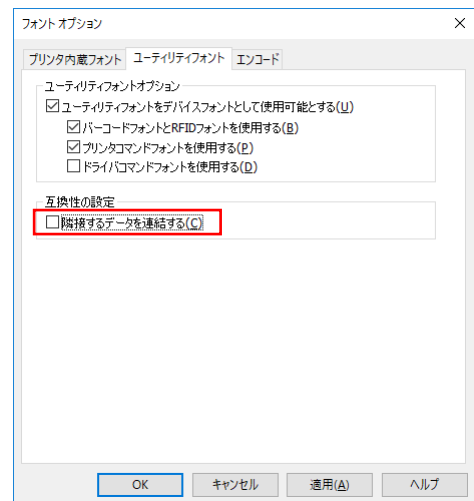 フォント オプション
プリンタ内蔵フォント ユーティリティフォント エンコード
ユーティリティフォントオプション
ユーティリティフォントをデバイスフォントとして使用可能とする(U)
バーコードフォントとRFIDフォントを使用する(B)
プリンタコマンドフォントを使用する(P)
ドライバコマンドフォントを使用する(D)
互換性の設定
隣接するデータを連結する(C)
OK キャンセル 適用(A) ヘルプ